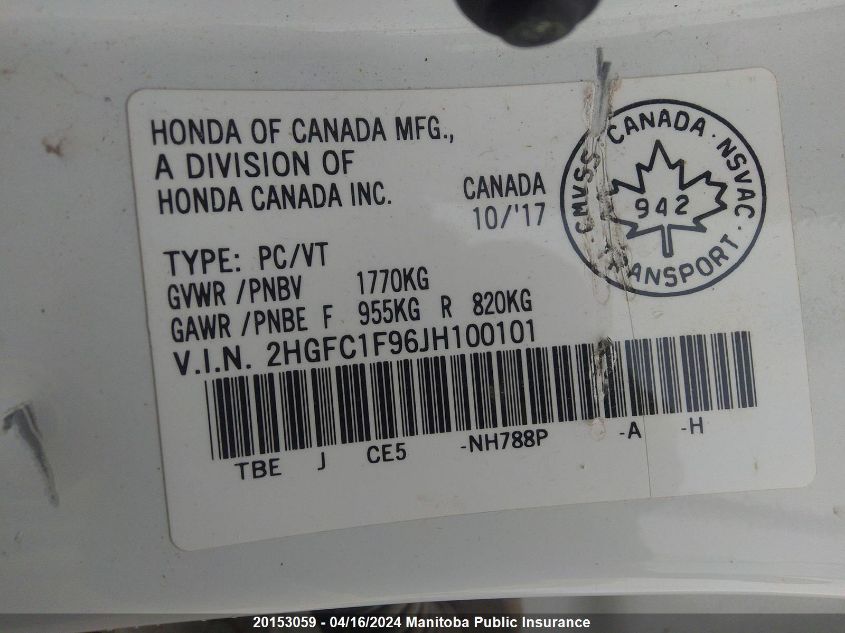 HONDA OF CANADA MFG.,
A DIVISION OF
HONDA CANADA INC.
CANADA
10/'17
CMVSS · CANADA · NSVAC · TRANSPORT ·
942
TYPE: PC/VT
GVWR /PNBV 1770KG
GAWR /PNBE F 955KG R 820KG
V.I.N. 2HGFC1F96JH100101
TBE J CE5 -NH788P -A -H
20153059 - 04/16/2024 Manitoba Public Insurance